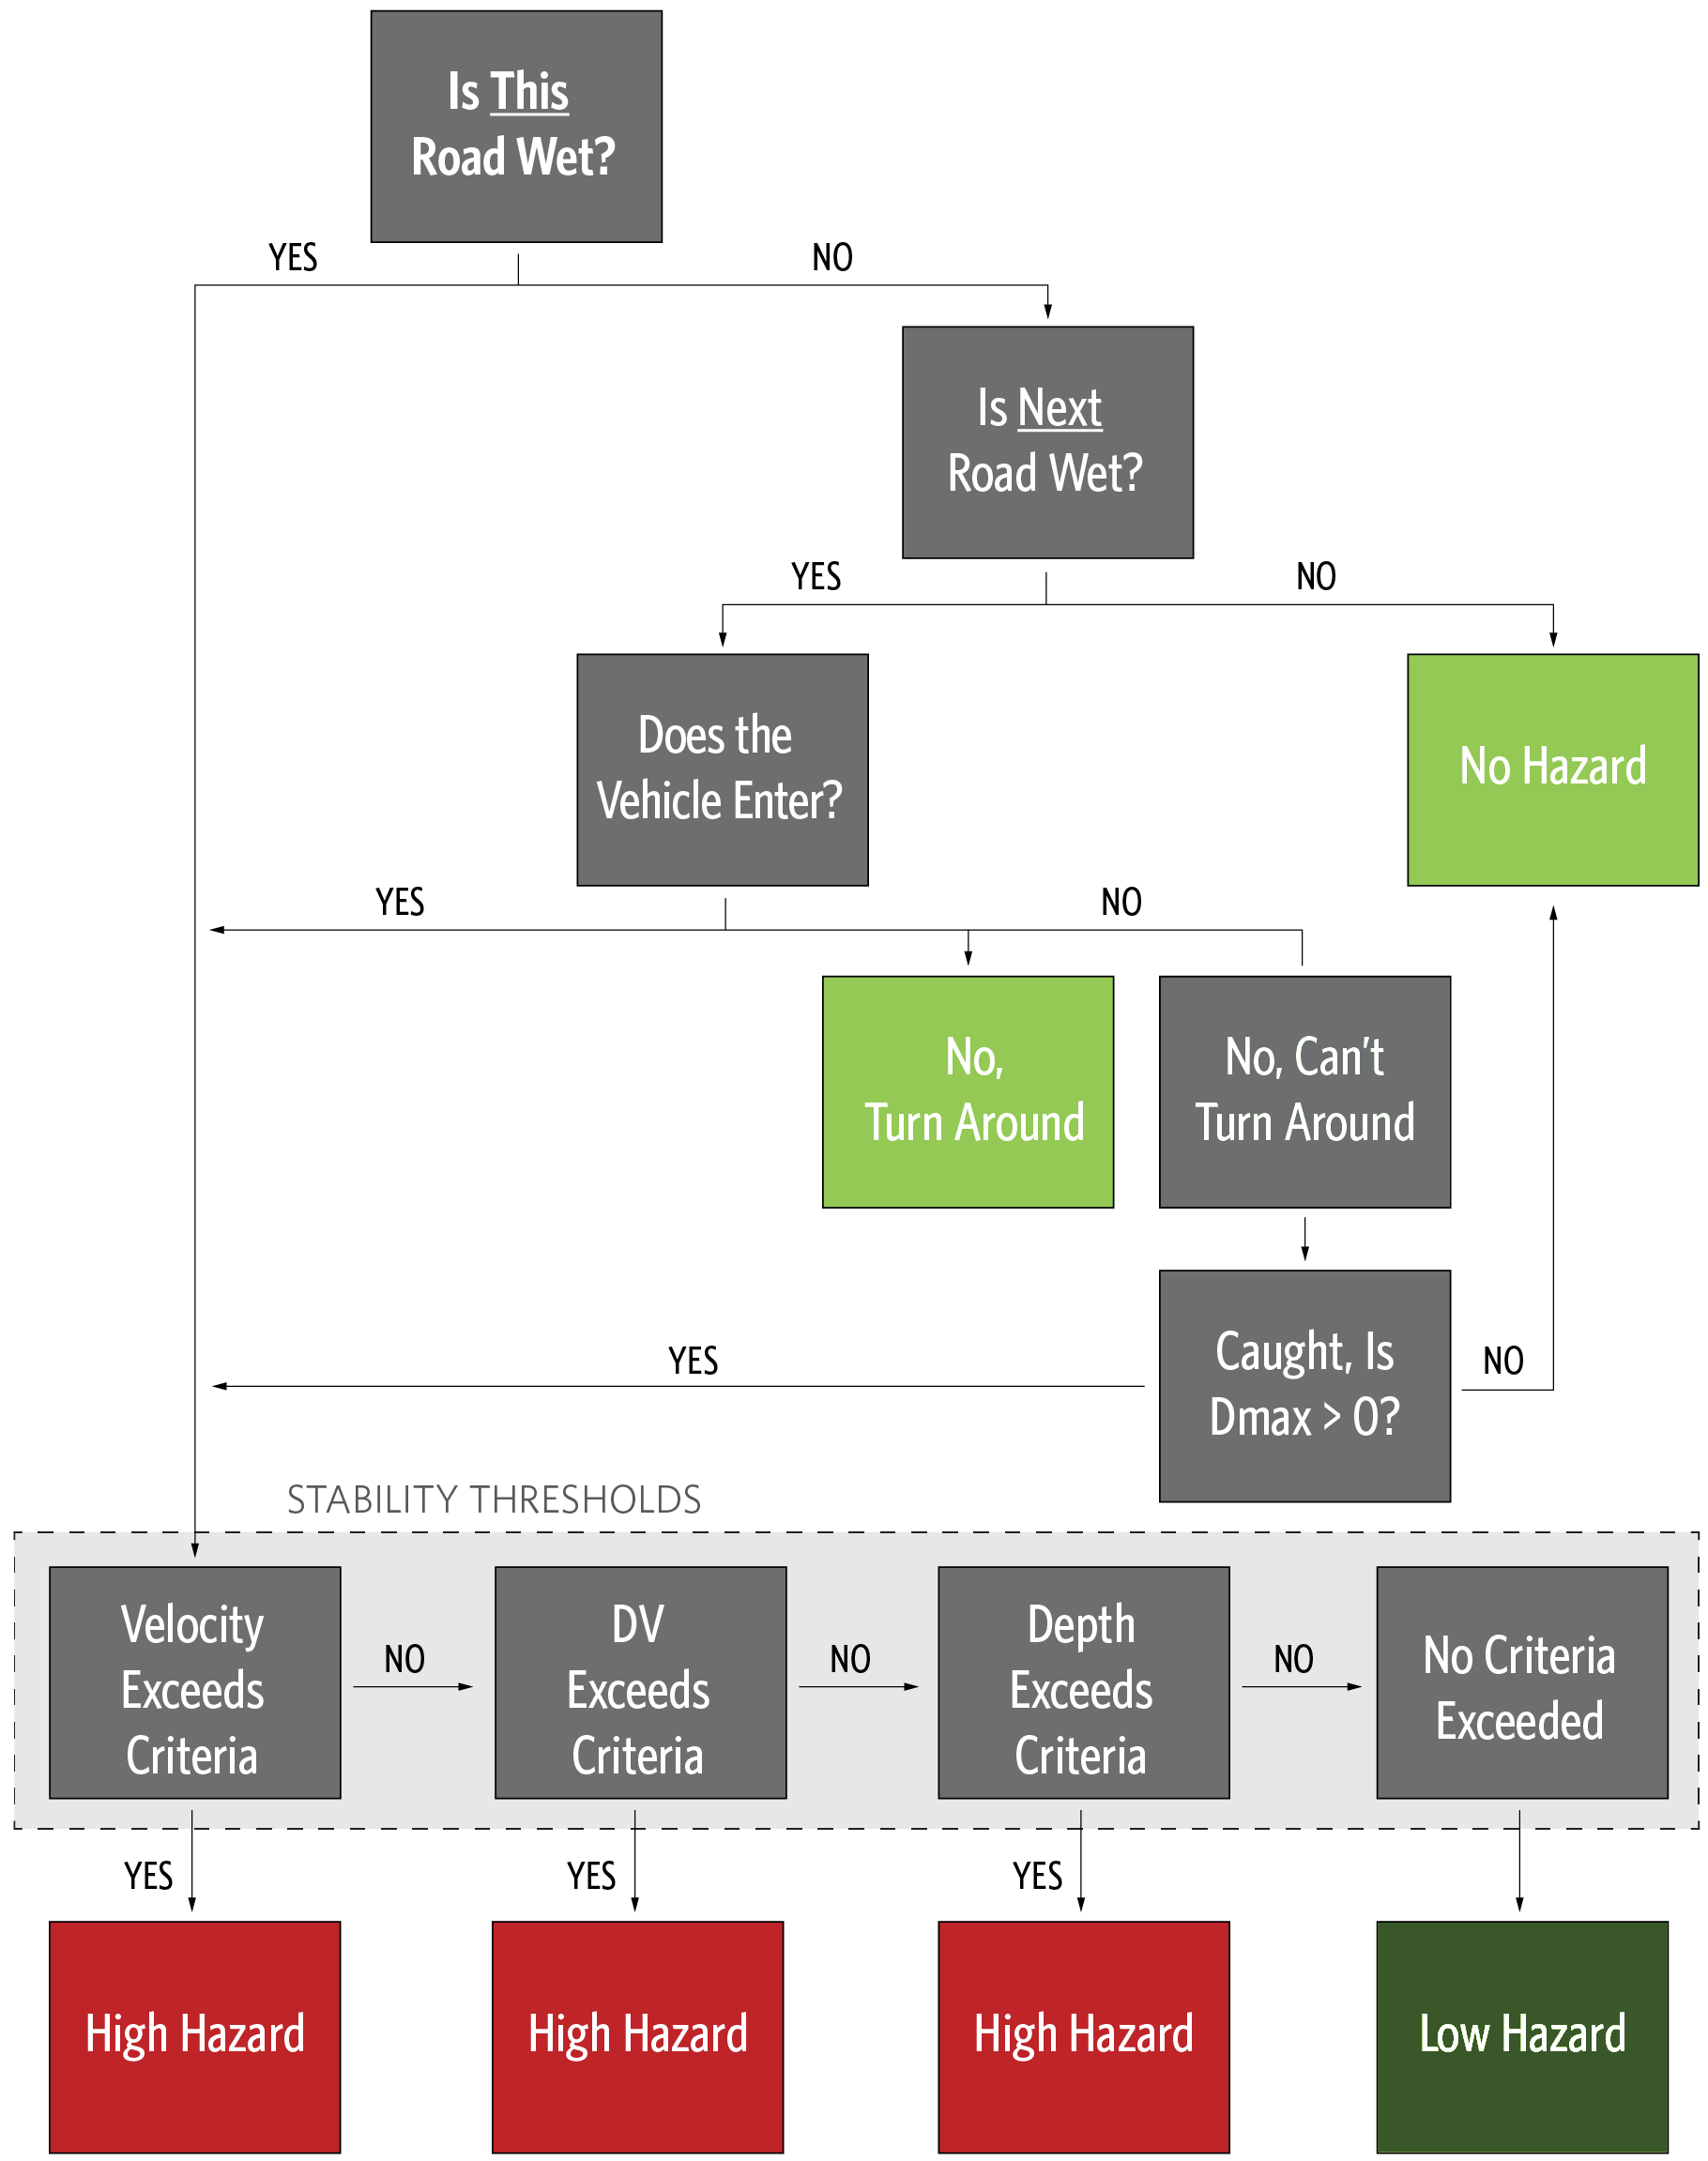 Is This
Road Wet?
YES
NO
Is Next
Road Wet?
YES
NO
Does the
Vehicle Enter?
No Hazard
YES
NO
No,
Turn Around
No, Can't
Turn Around
Caught, Is
Dmax > 0?
YES
NO
STABILITY THRESHOLDS
Velocity
Exceeds
Criteria
NO
DV
Exceeds
Criteria
NO
Depth
Exceeds
Criteria
NO
No Criteria
Exceeded
YES
YES
YES
High Hazard
High Hazard
High Hazard
Low Hazard